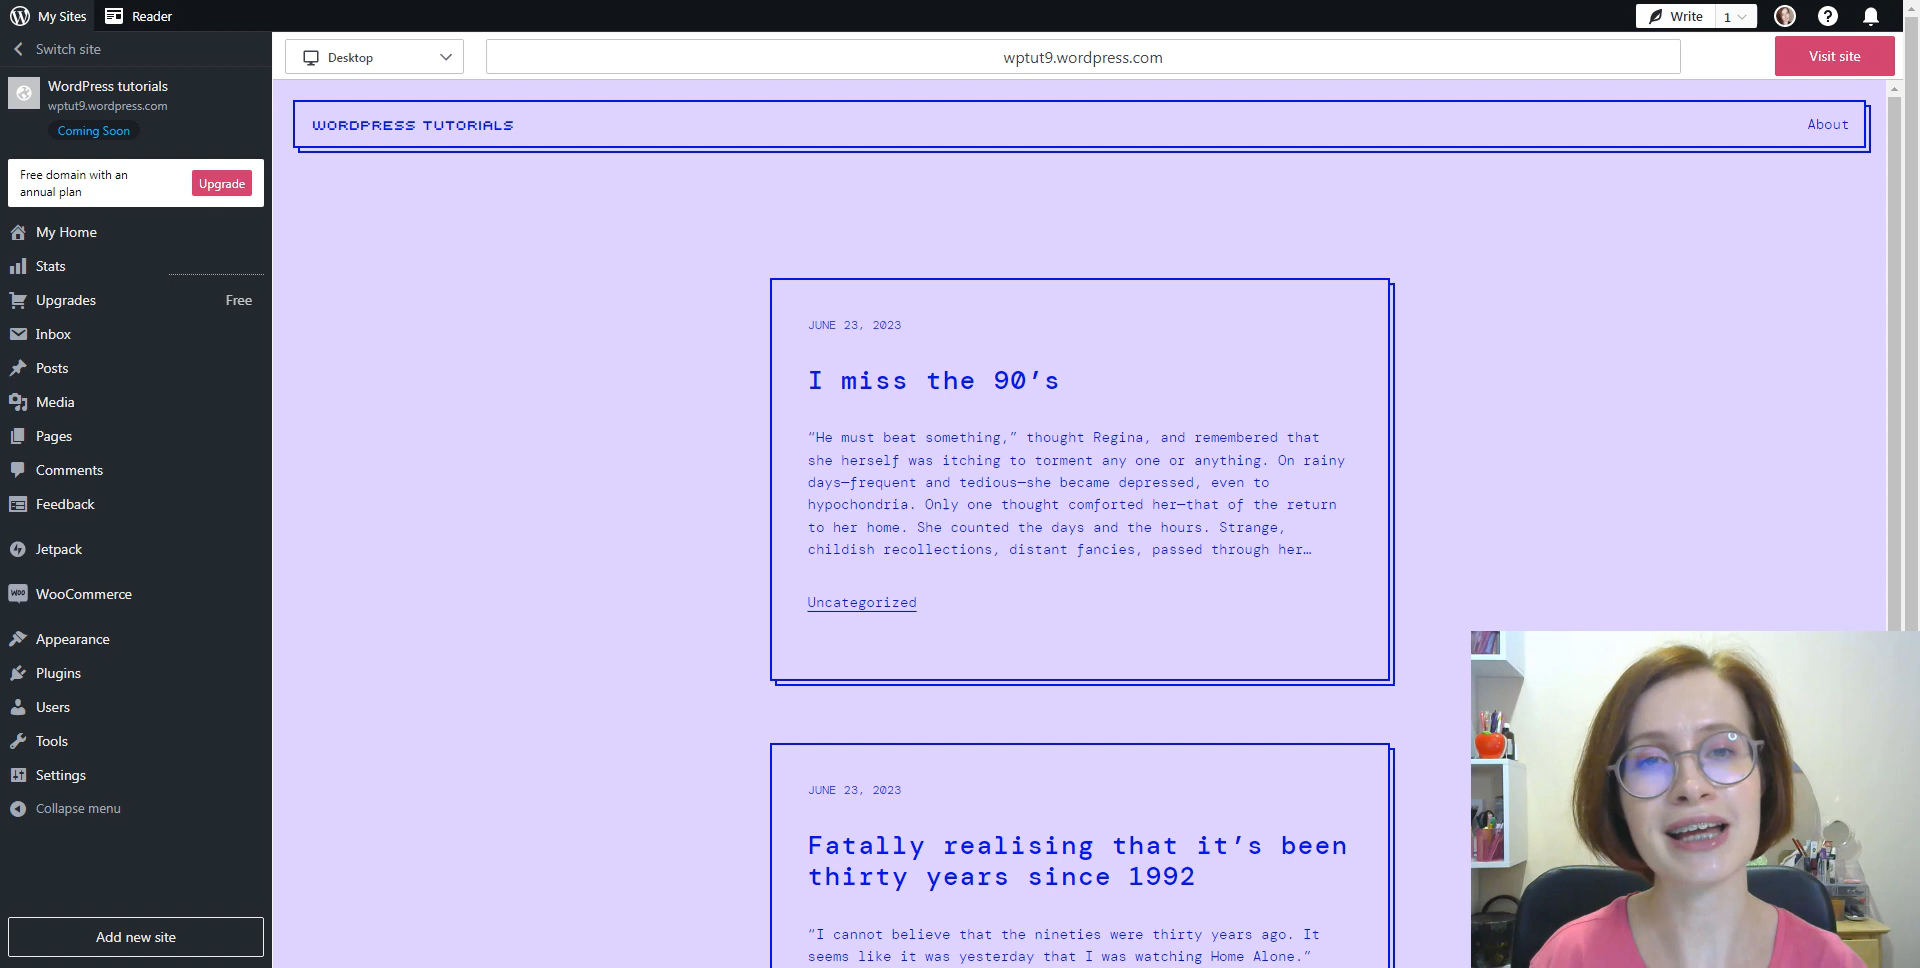 My Sites
Reader
Write
1
Switch site
WordPress tutorials
wptut9.wordpress.com
Coming Soon
Free domain with an
annual plan
Upgrade
My Home
Stats
Upgrades
Free
Inbox
Posts
Media
Pages
Comments
Feedback
Jetpack
WooCommerce
Appearance
Plugins
Users
Tools
Settings
Collapse menu
Add new site
Desktop
wptut9.wordpress.com
Visit site
WORDPRESS TUTORIALS
About
JUNE 23, 2023
I miss the 90’s
“He must beat something,” thought Regina, and remembered that
she herself was itching to torment any one or anything. On rainy
days—frequent and tedious—she became depressed, even to
hypochondria. Only one thought comforted her—that of the return
to her home. She counted the days and the hours. Strange,
childish recollections, distant fancies, passed through her…
Uncategorized
JUNE 23, 2023
Fatally realising that it’s been
thirty years since 1992
“I cannot believe that the nineties were thirty years ago. It
seems like it was yesterday that I was watching Home Alone.”